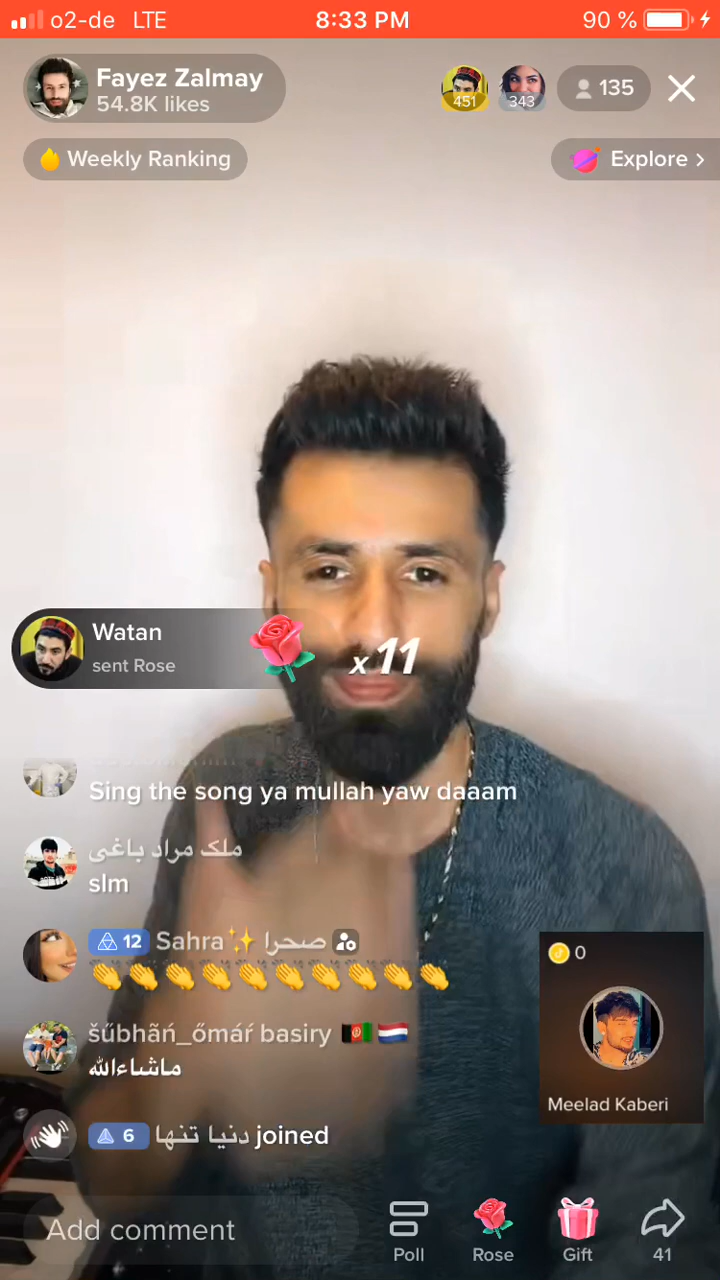 o2-de LTE 8:33 PM 90 %
Fayez Zalmay
54.8K likes
451 343 135
Weekly Ranking
Explore >
Watan
sent Rose
x11
Sing the song ya mullah yaw daaam
ملک مراد باغی
slm
12 Sahra✨ صحرا
👏👏👏👏👏👏👏👏👏👏
šűbhãń_őmáŕ basiry 🇦🇫🇳🇱
ماشاءالله
6 دنیا تنها joined
0
Meelad Kaberi
Add comment
Poll Rose Gift 41